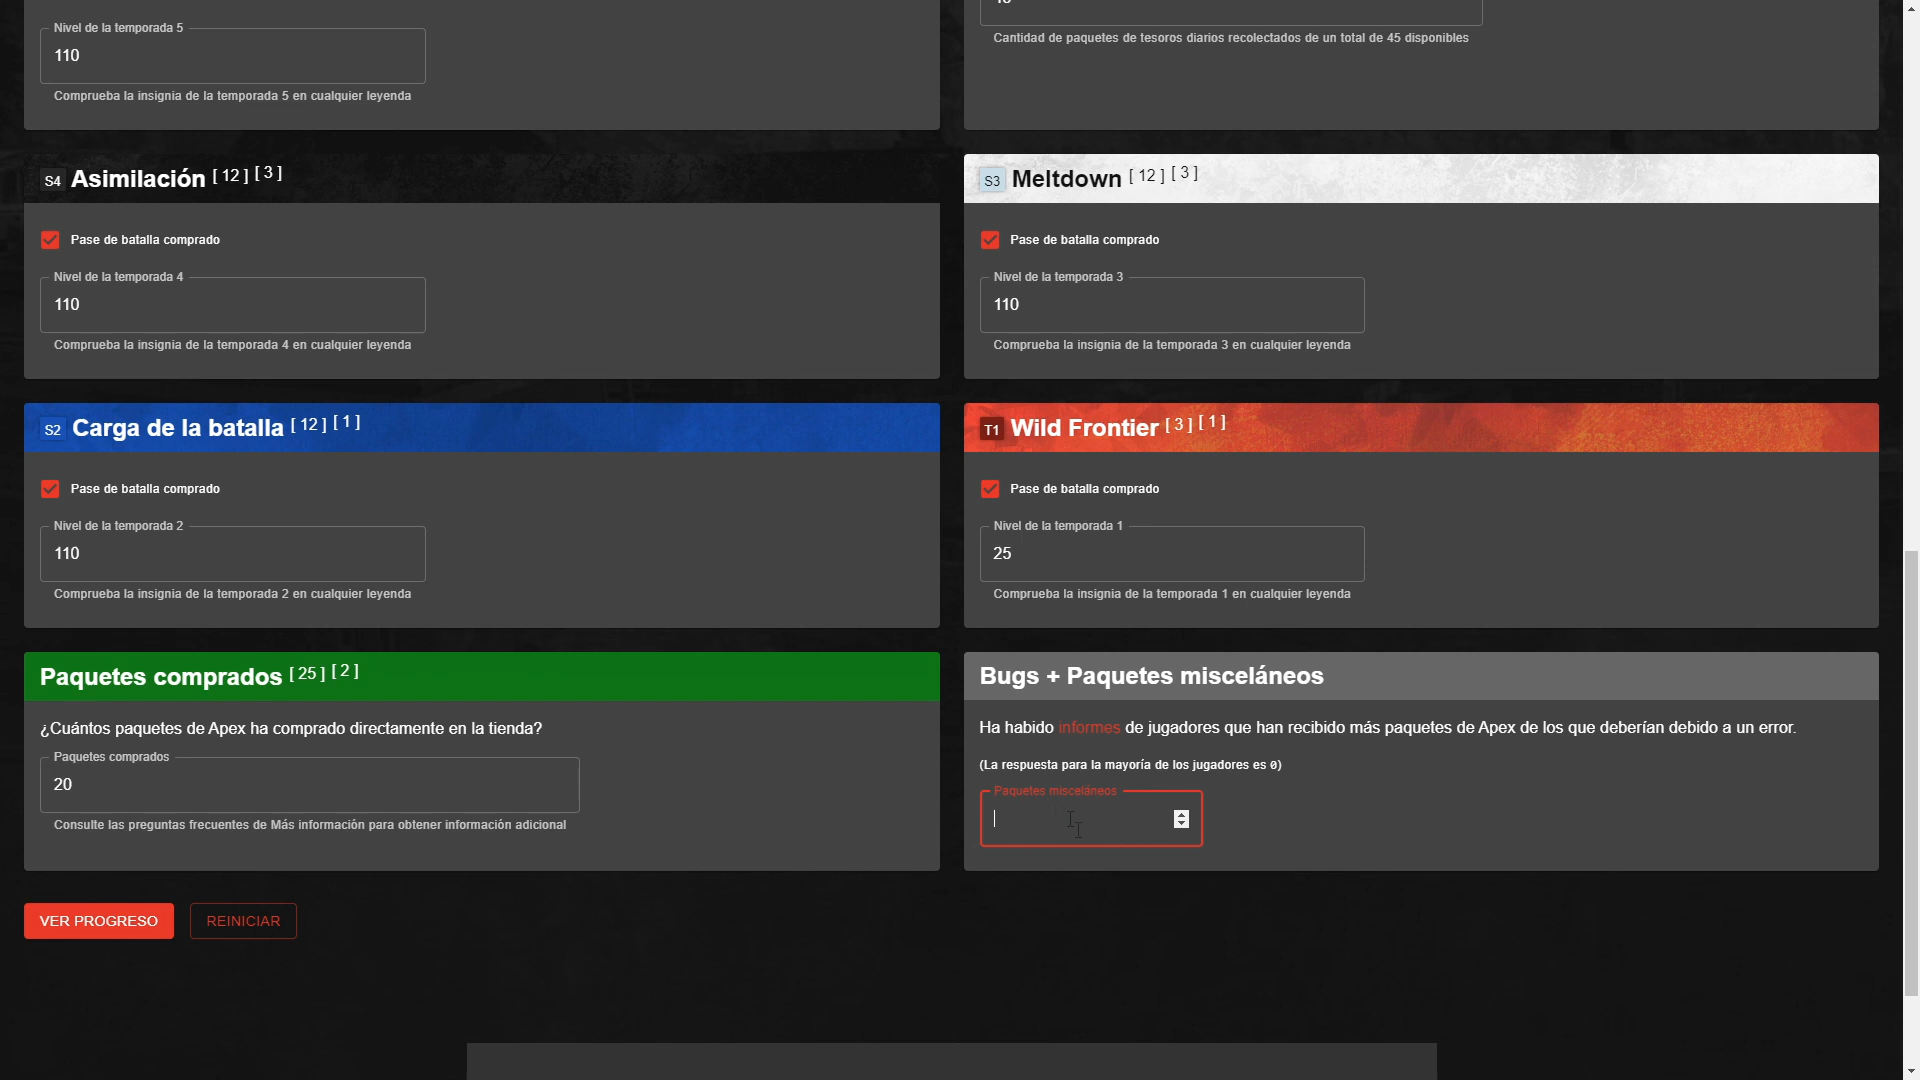 Nivel de la temporada 5
110
Comprueba la insignia de la temporada 5 en cualquier leyenda
Cantidad de paquetes de tesoros diarios recolectados de un total de 45 disponibles
S4 Asimilación [ 12 ] [ 3 ]
Pase de batalla comprado
Nivel de la temporada 4
110
Comprueba la insignia de la temporada 4 en cualquier leyenda
S3 Meltdown [ 12 ] [ 3 ]
Pase de batalla comprado
Nivel de la temporada 3
110
Comprueba la insignia de la temporada 3 en cualquier leyenda
S2 Carga de la batalla [ 12 ] [ 1 ]
Pase de batalla comprado
Nivel de la temporada 2
110
Comprueba la insignia de la temporada 2 en cualquier leyenda
T1 Wild Frontier [ 3 ] [ 1 ]
Pase de batalla comprado
Nivel de la temporada 1
25
Comprueba la insignia de la temporada 1 en cualquier leyenda
Paquetes comprados [ 25 ] [ 2 ]
¿Cuántos paquetes de Apex ha comprado directamente en la tienda?
Paquetes comprados
20
Consulte las preguntas frecuentes de Más información para obtener información adicional
Bugs + Paquetes misceláneos
Ha habido informes de jugadores que han recibido más paquetes de Apex de los que deberían debido a un error.
(La respuesta para la mayoría de los jugadores es 0)
Paquetes misceláneos
VER PROGRESO
REINICIAR